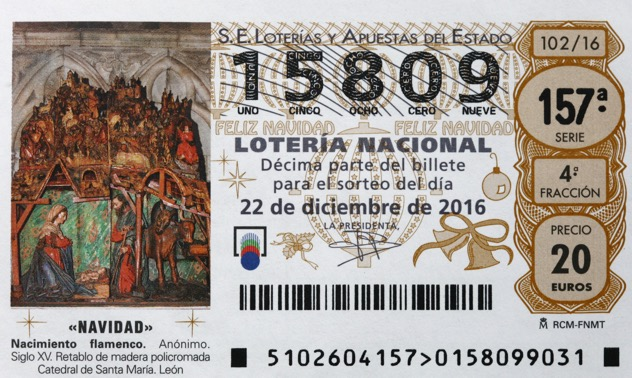 S.E. LOTERÍAS Y APUESTAS DEL ESTADO
102/16
15809
UNO CINCO OCHO CERO NUEVE
FELIZ NAVIDAD FELIZ NAVIDAD
LOTERIA NACIONAL
Décima parte del billete
para el sorteo del día
22 de diciembre de 2016
LA PRESIDENTA,
157ª
SERIE
4ª
FRACCIÓN
PRECIO
20
EUROS
RCM-FNMT
«NAVIDAD»
Nacimiento flamenco. Anónimo.
Siglo XV. Retablo de madera policromada
Catedral de Santa María. León
5102604157>0158099031